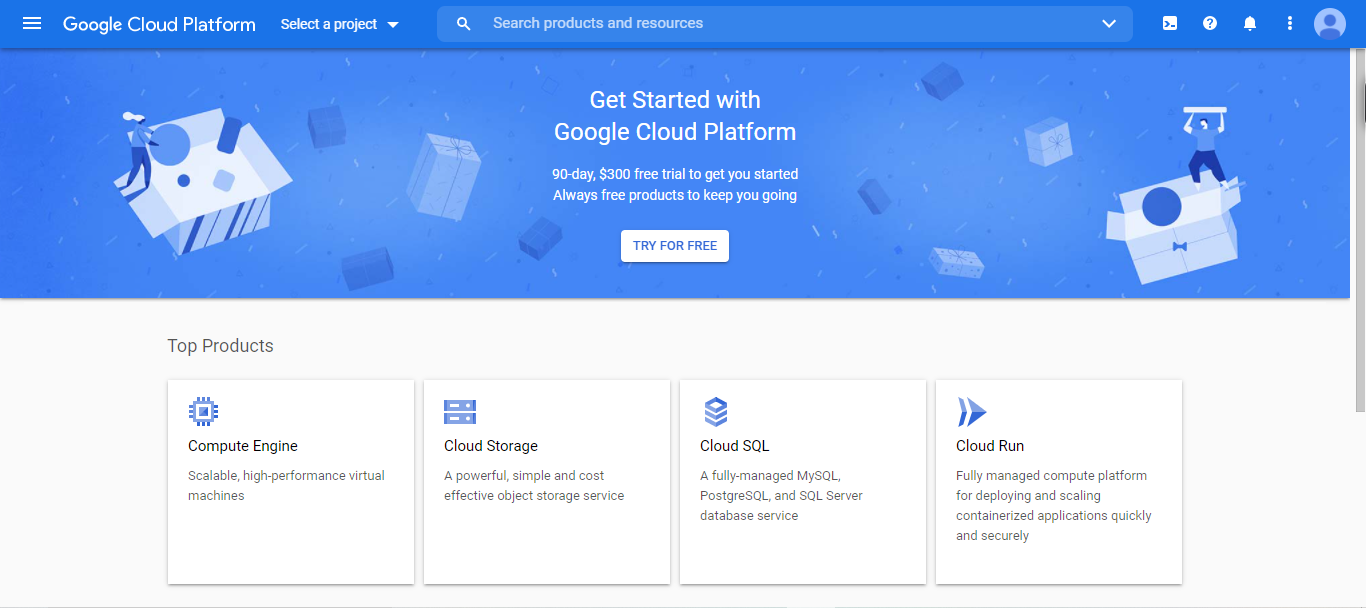 Google Cloud Platform
Select a project
Search products and resources
Get Started with
Google Cloud Platform
90-day, $300 free trial to get you started
Always free products to keep you going
TRY FOR FREE
Top Products
Compute Engine
Scalable, high-performance virtual
machines
Cloud Storage
A powerful, simple and cost
effective object storage service
Cloud SQL
A fully-managed MySQL,
PostgreSQL, and SQL Server
database service
Cloud Run
Fully managed compute platform
for deploying and scaling
containerized applications quickly
and securely